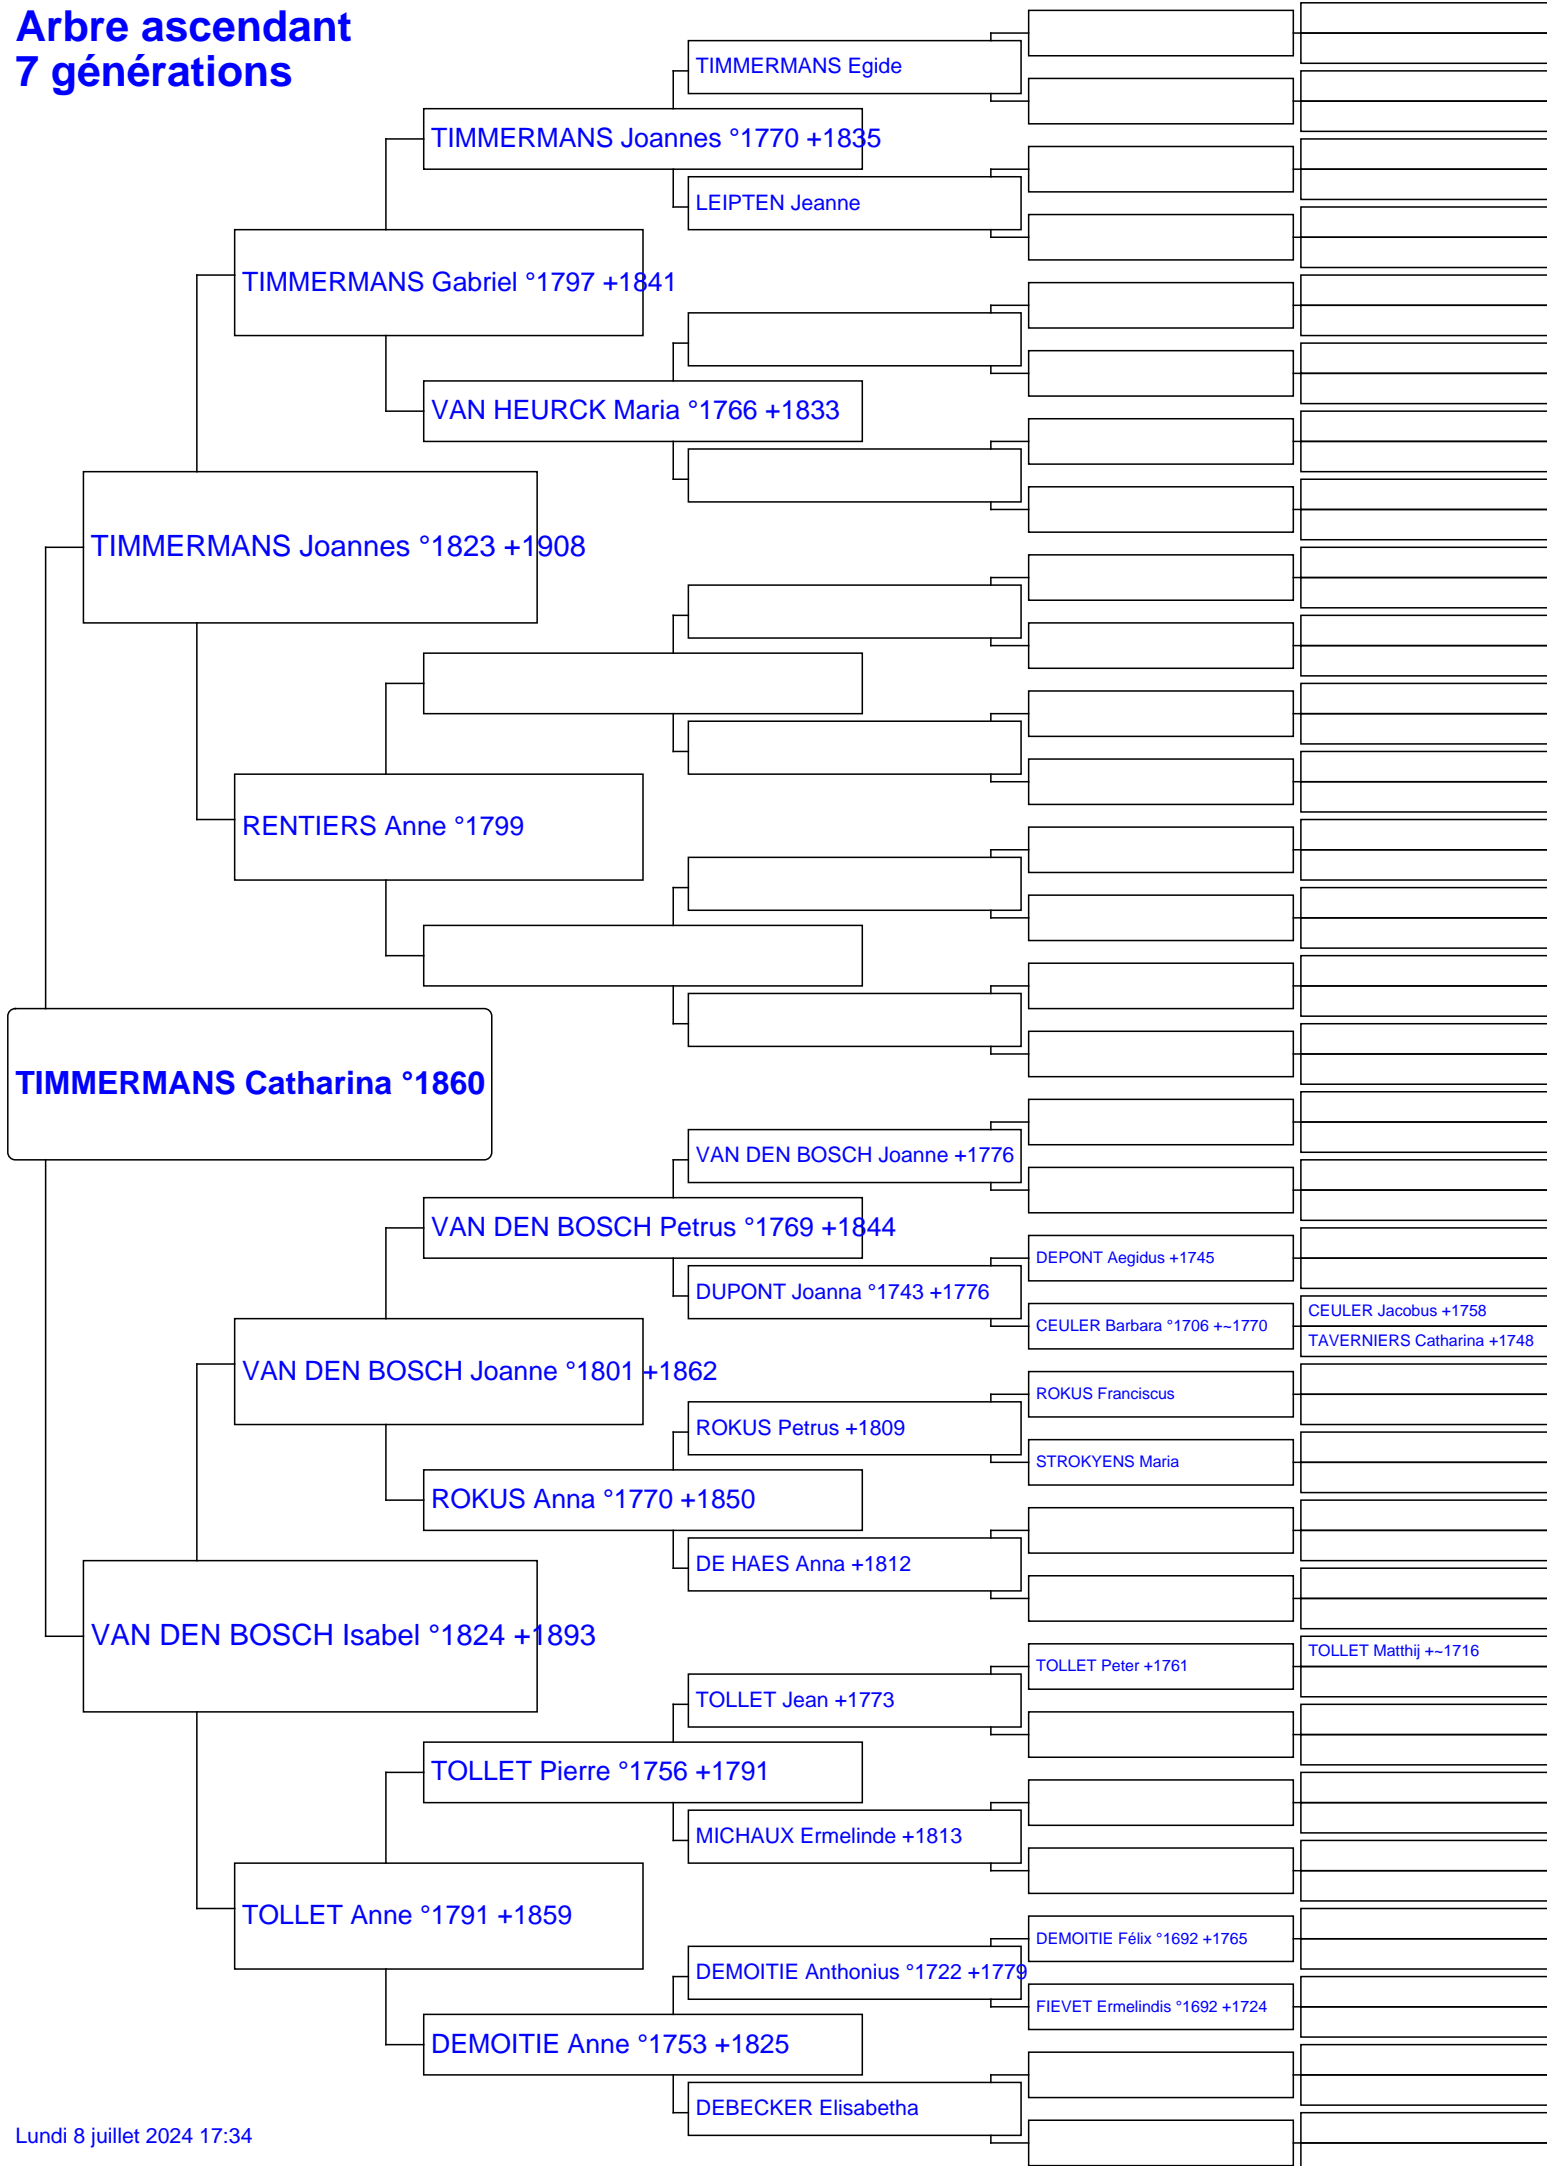 Arbre ascendant
7 générations
TIMMERMANS Egide
TIMMERMANS Joannes °1770 +1835
LEIPTEN Jeanne
TIMMERMANS Gabriel °1797 +1841
VAN HEURCK Maria °1766 +1833
TIMMERMANS Joannes °1823 +1908
RENTIERS Anne °1799
TIMMERMANS Catharina °1860
VAN DEN BOSCH Joanne +1776
VAN DEN BOSCH Petrus °1769 +1844
DEPONT Aegidus +1745
DUPONT Joanna °1743 +1776
CEULER Jacobus +1758
CEULER Barbara °1706 +~1770
TAVERNIERS Catharina +1748
VAN DEN BOSCH Joanne °1801 +1862
ROKUS Franciscus
ROKUS Petrus +1809
STROKYENS Maria
ROKUS Anna °1770 +1850
DE HAES Anna +1812
VAN DEN BOSCH Isabel °1824 +1893
TOLLET Matthij +~1716
TOLLET Peter +1761
TOLLET Jean +1773
TOLLET Pierre °1756 +1791
MICHAUX Ermelinde +1813
TOLLET Anne °1791 +1859
DEMOITIE Félix °1692 +1765
DEMOITIE Anthonius °1722 +1779
FIEVET Ermelindis °1692 +1724
DEMOITIE Anne °1753 +1825
DEBECKER Elisabetha
Lundi 8 juillet 2024 17:34